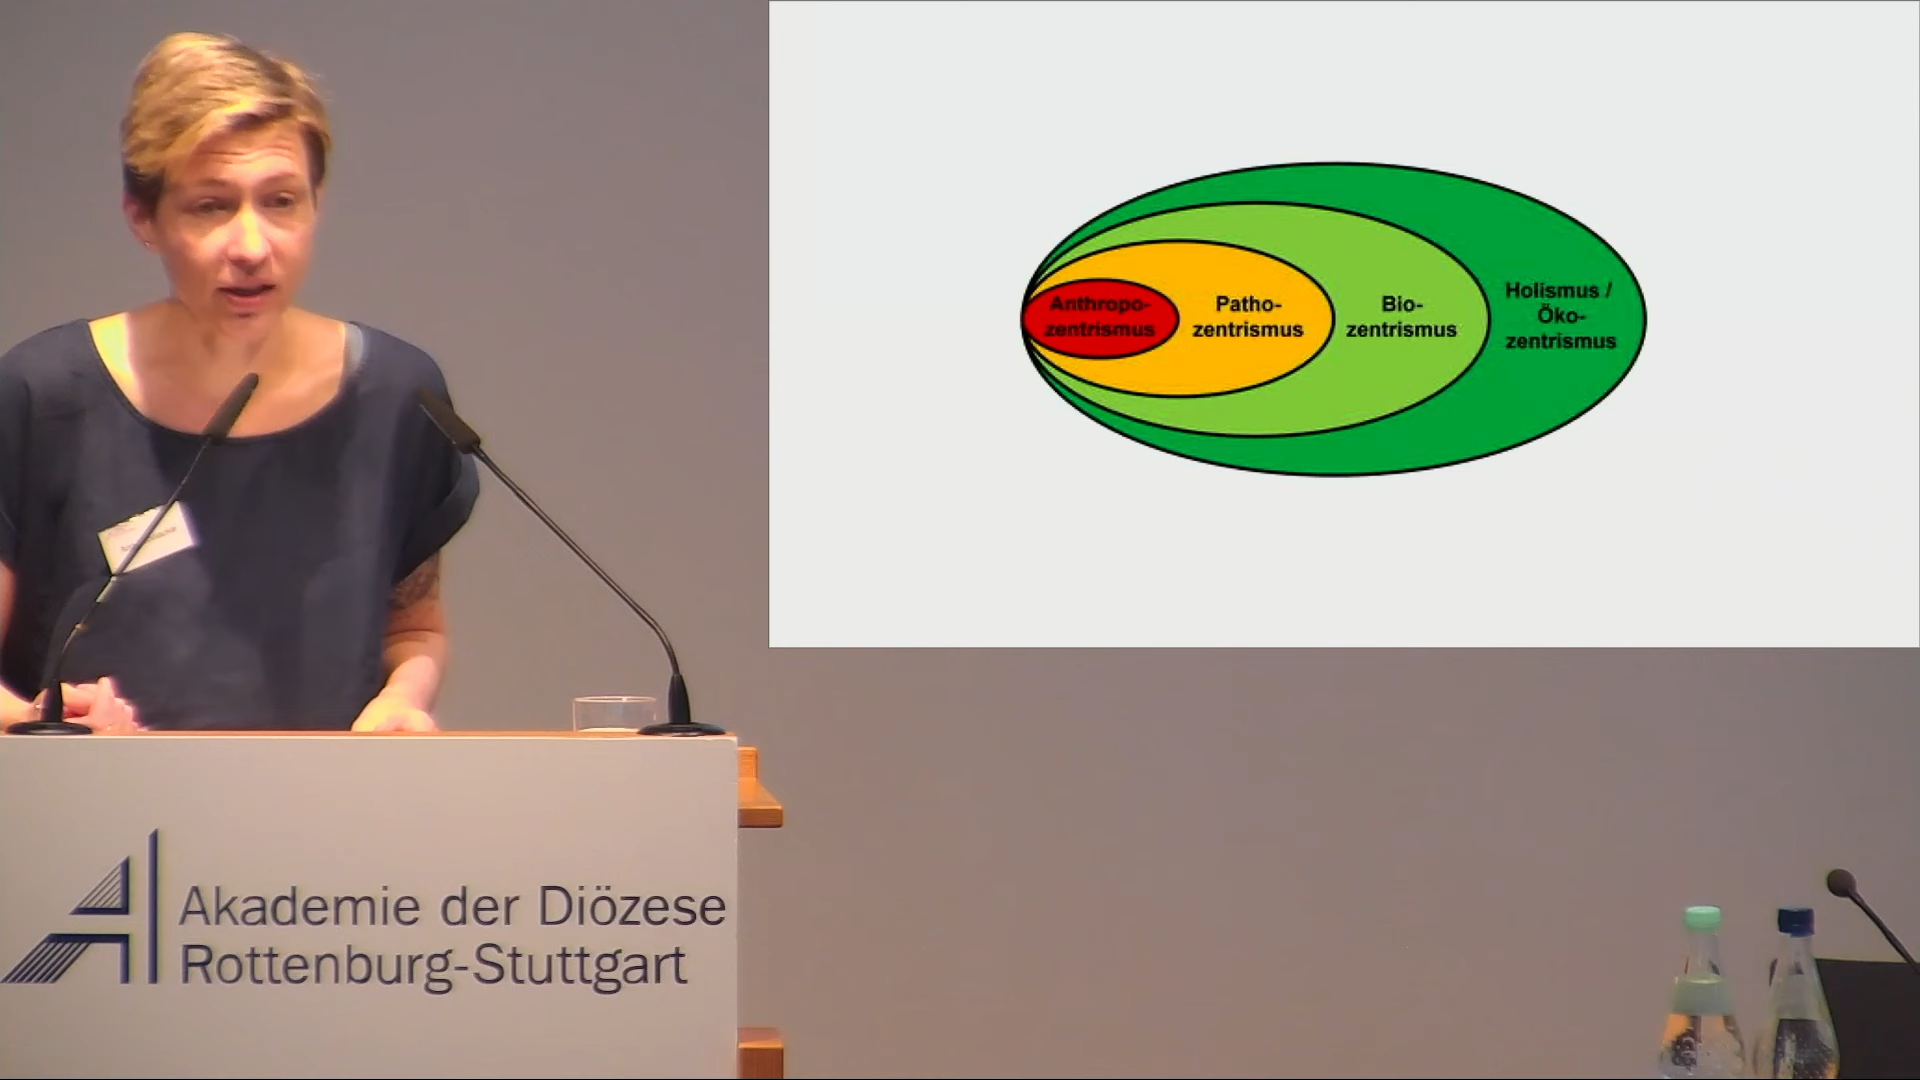 Anthropo-
zentrismus
Patho-
zentrismus
Bio-
zentrismus
Holismus /
Öko-
zentrismus
Akademie der Diözese
Rottenburg-Stuttgart